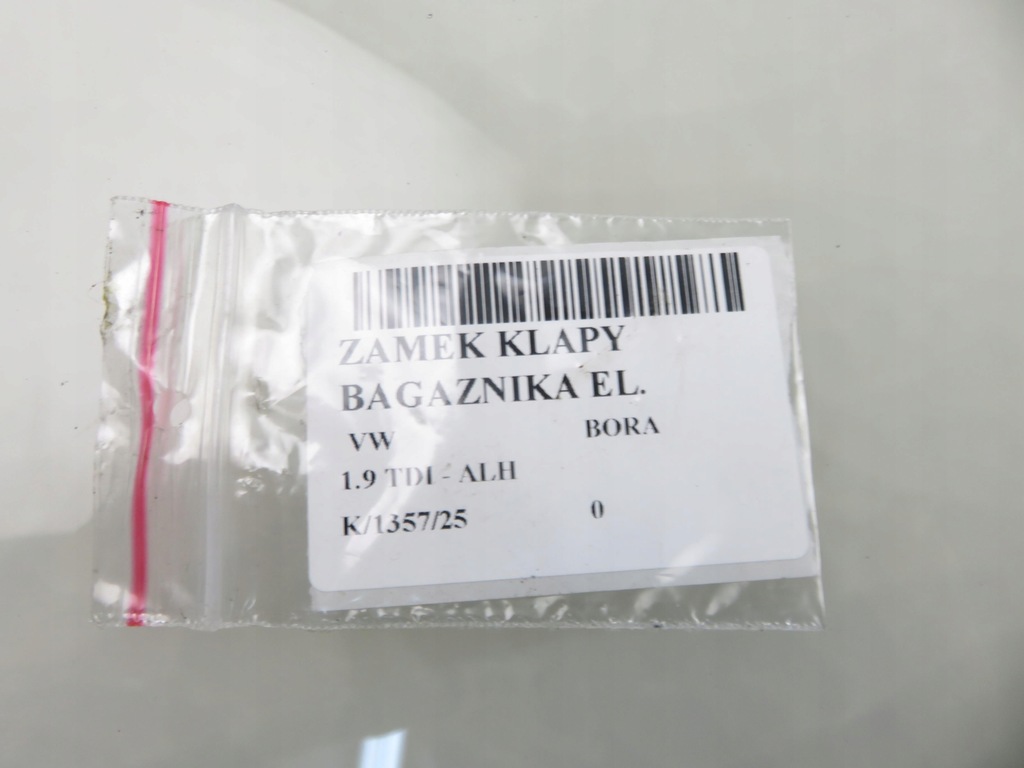 ZAMEK KLAPY
BAGAZNIKA EL.
VW BORA
1.9 TDI - ALH
K/1357/25 0